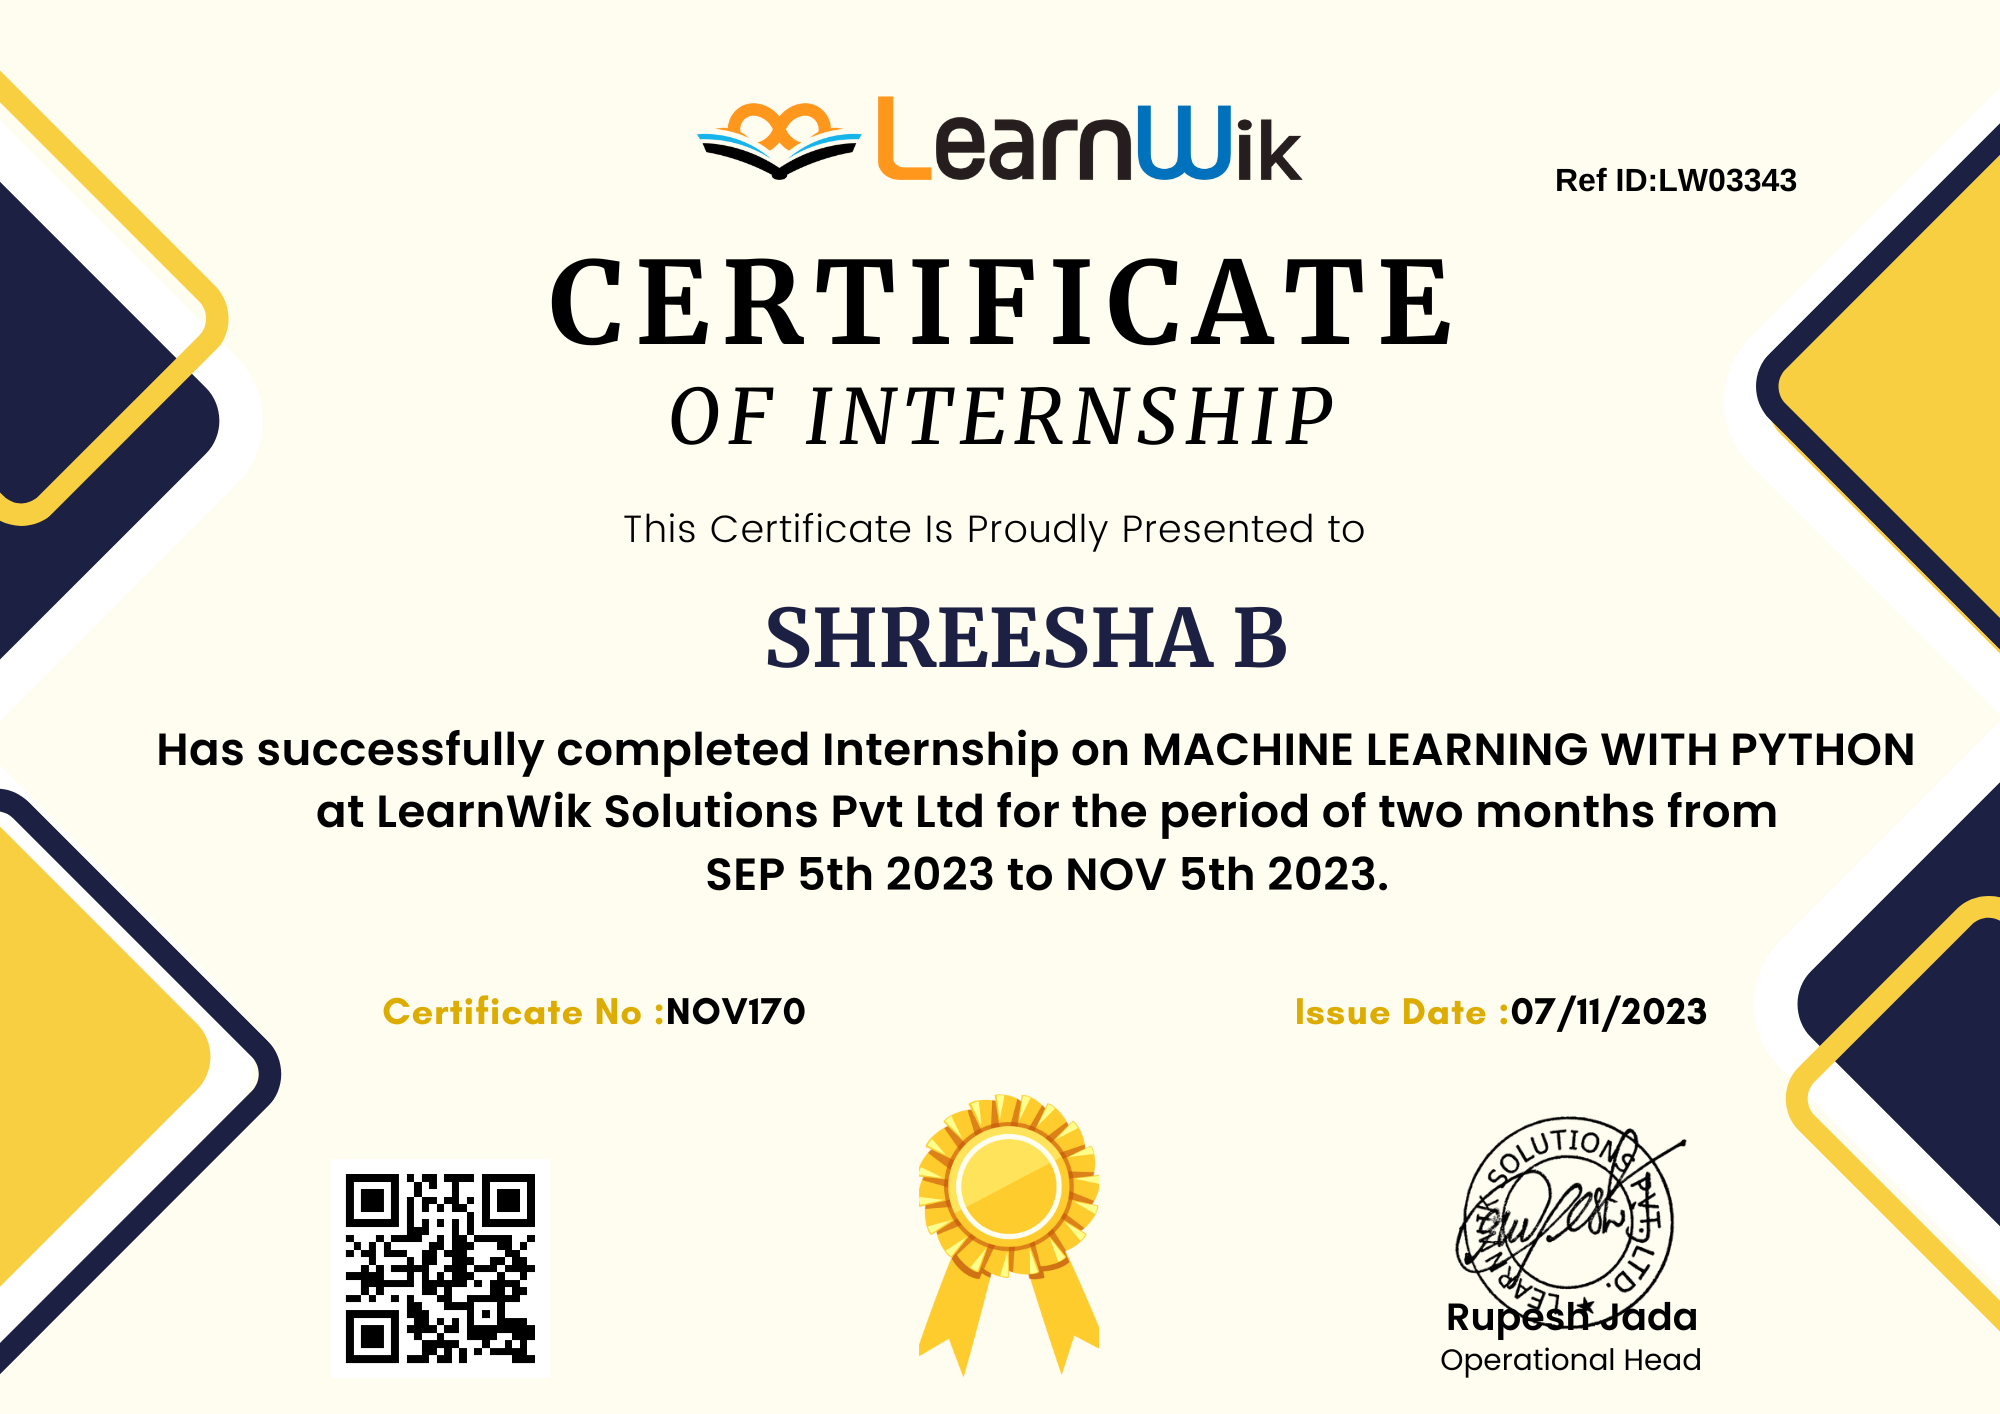 LearnWik
Ref ID:LW03343
CERTIFICATE
OF INTERNSHIP
This Certificate Is Proudly Presented to
SHREESHA B
Has successfully completed Internship on MACHINE LEARNING WITH PYTHON
at LearnWik Solutions Pvt Ltd for the period of two months from
SEP 5th 2023 to NOV 5th 2023.
Certificate No :NOV170
Issue Date :07/11/2023
LEARNWIK SOLUTIONS PVT. LTD.
Rupesh Jada
Operational Head